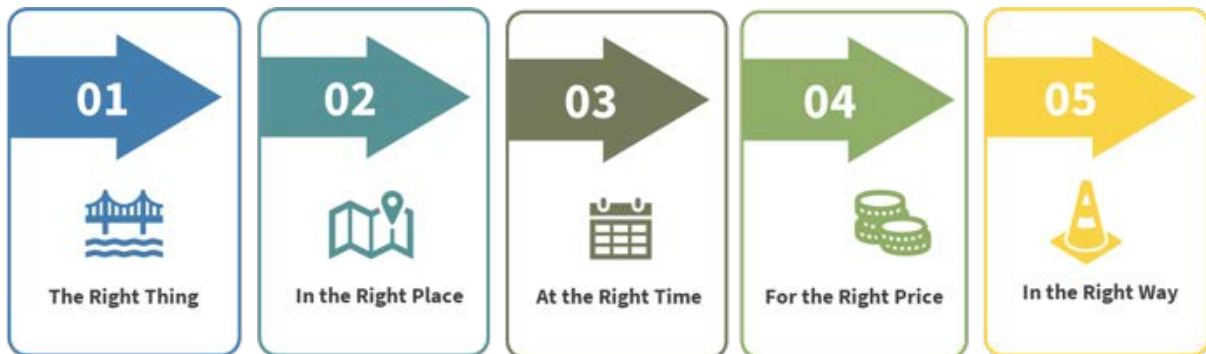 01
The Right Thing
02
In the Right Place
03
At the Right Time
04
For the Right Price
05
In the Right Way